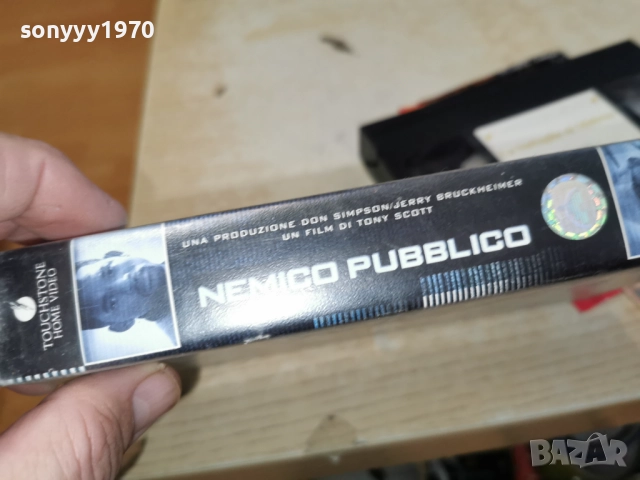 sonyyy1970
UNA PRODUZIONE DON SIMPSON/JERRY BRUCKHEIMER
UN FILM DI TONY SCOTT
NEMICO PUBBLICO
TOUCHSTONE
HOME VIDEO
BAZAR